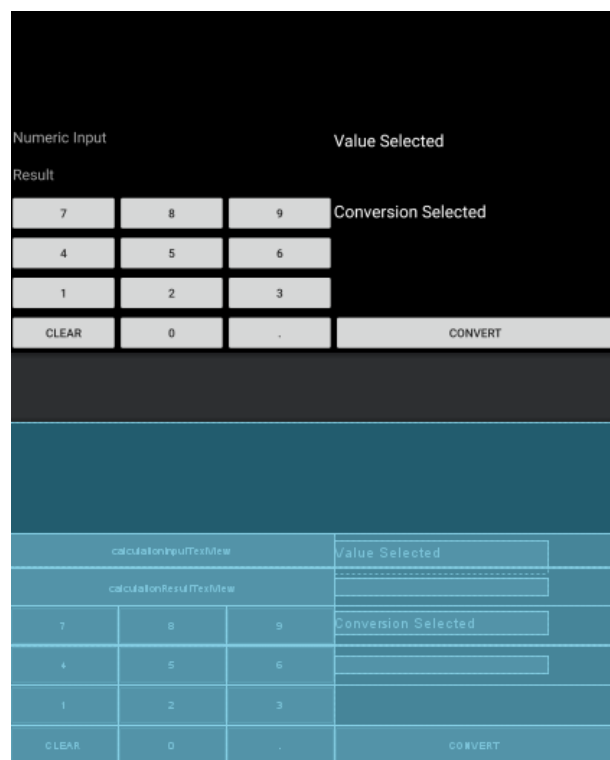 Numeric Input Value Selected
Result
7 8 9 Conversion Selected
4 5 6
1 2 3
CLEAR 0 . CONVERT
calculationInputTextView Value Selected
calculationResultTextView
7 8 9 Conversion Selected
4 5 6
1 2 3
CLEAR 0 . CONVERT